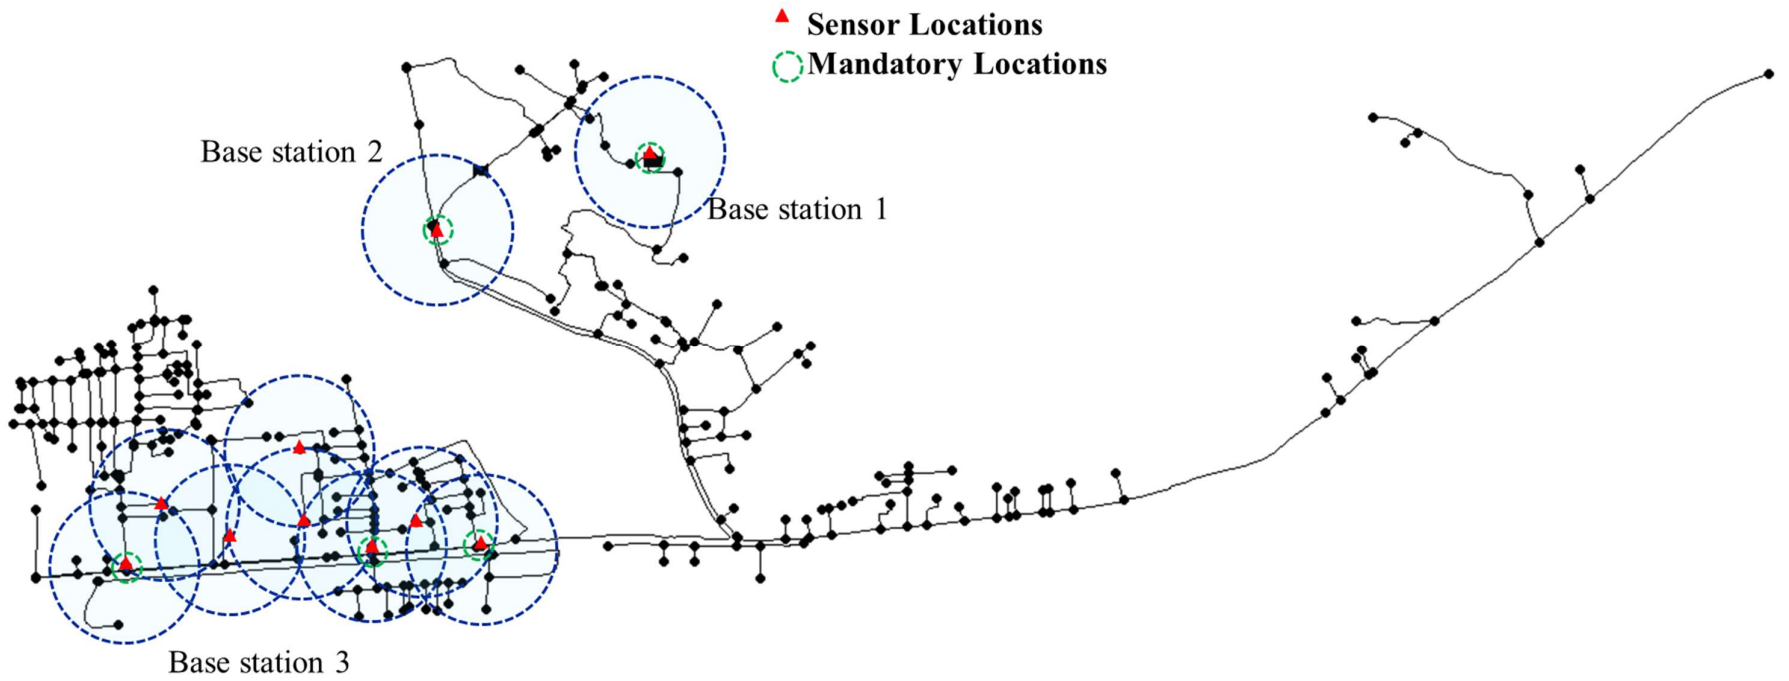 Sensor Locations
Mandatory Locations
Base station 2
Base station 1
Base station 3